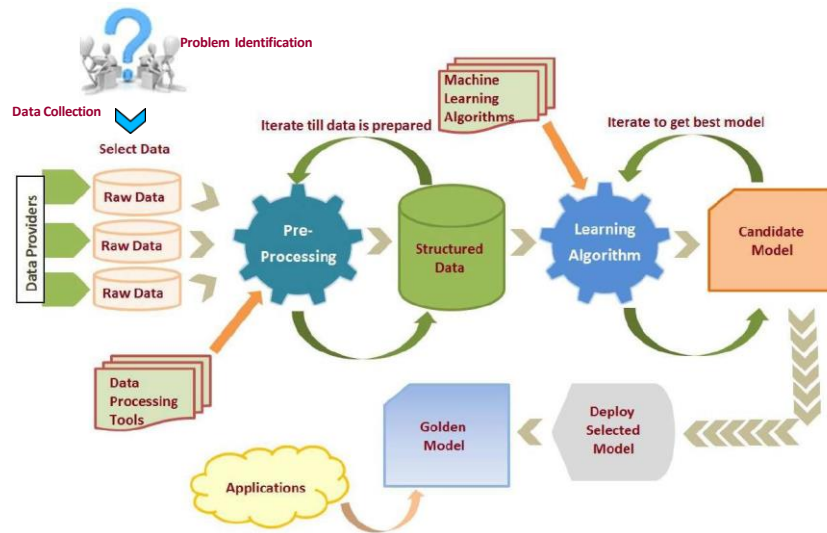 Problem Identification
Data Collection
Select Data
Data Providers
Raw Data
Raw Data
Raw Data
Iterate till data is prepared
Pre-
Processing
Data
Processing
Tools
Structured
Data
Machine
Learning
Algorithms
Iterate to get best model
Learning
Algorithm
Candidate
Model
Deploy
Selected
Model
Golden
Model
Applications